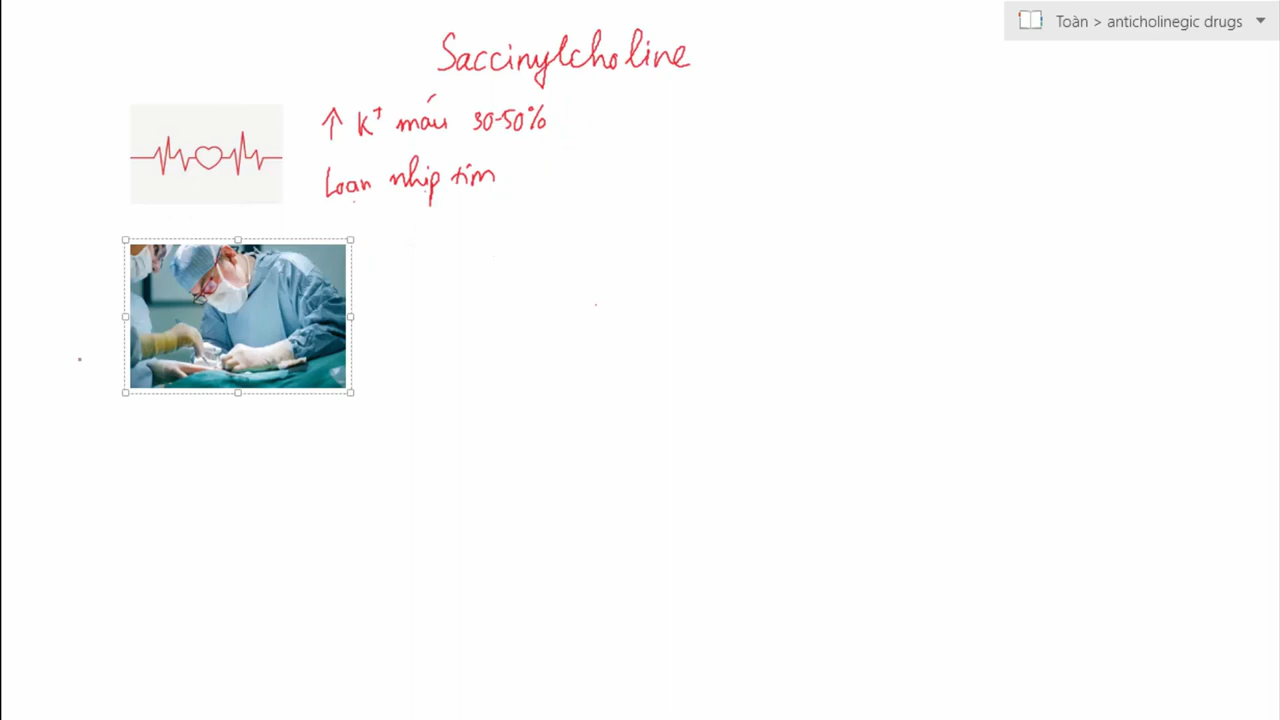 Toàn > anticholinegic drugs
Saccinylcholine
↑ K⁺ máu 30-50%
Loạn nhịp tim